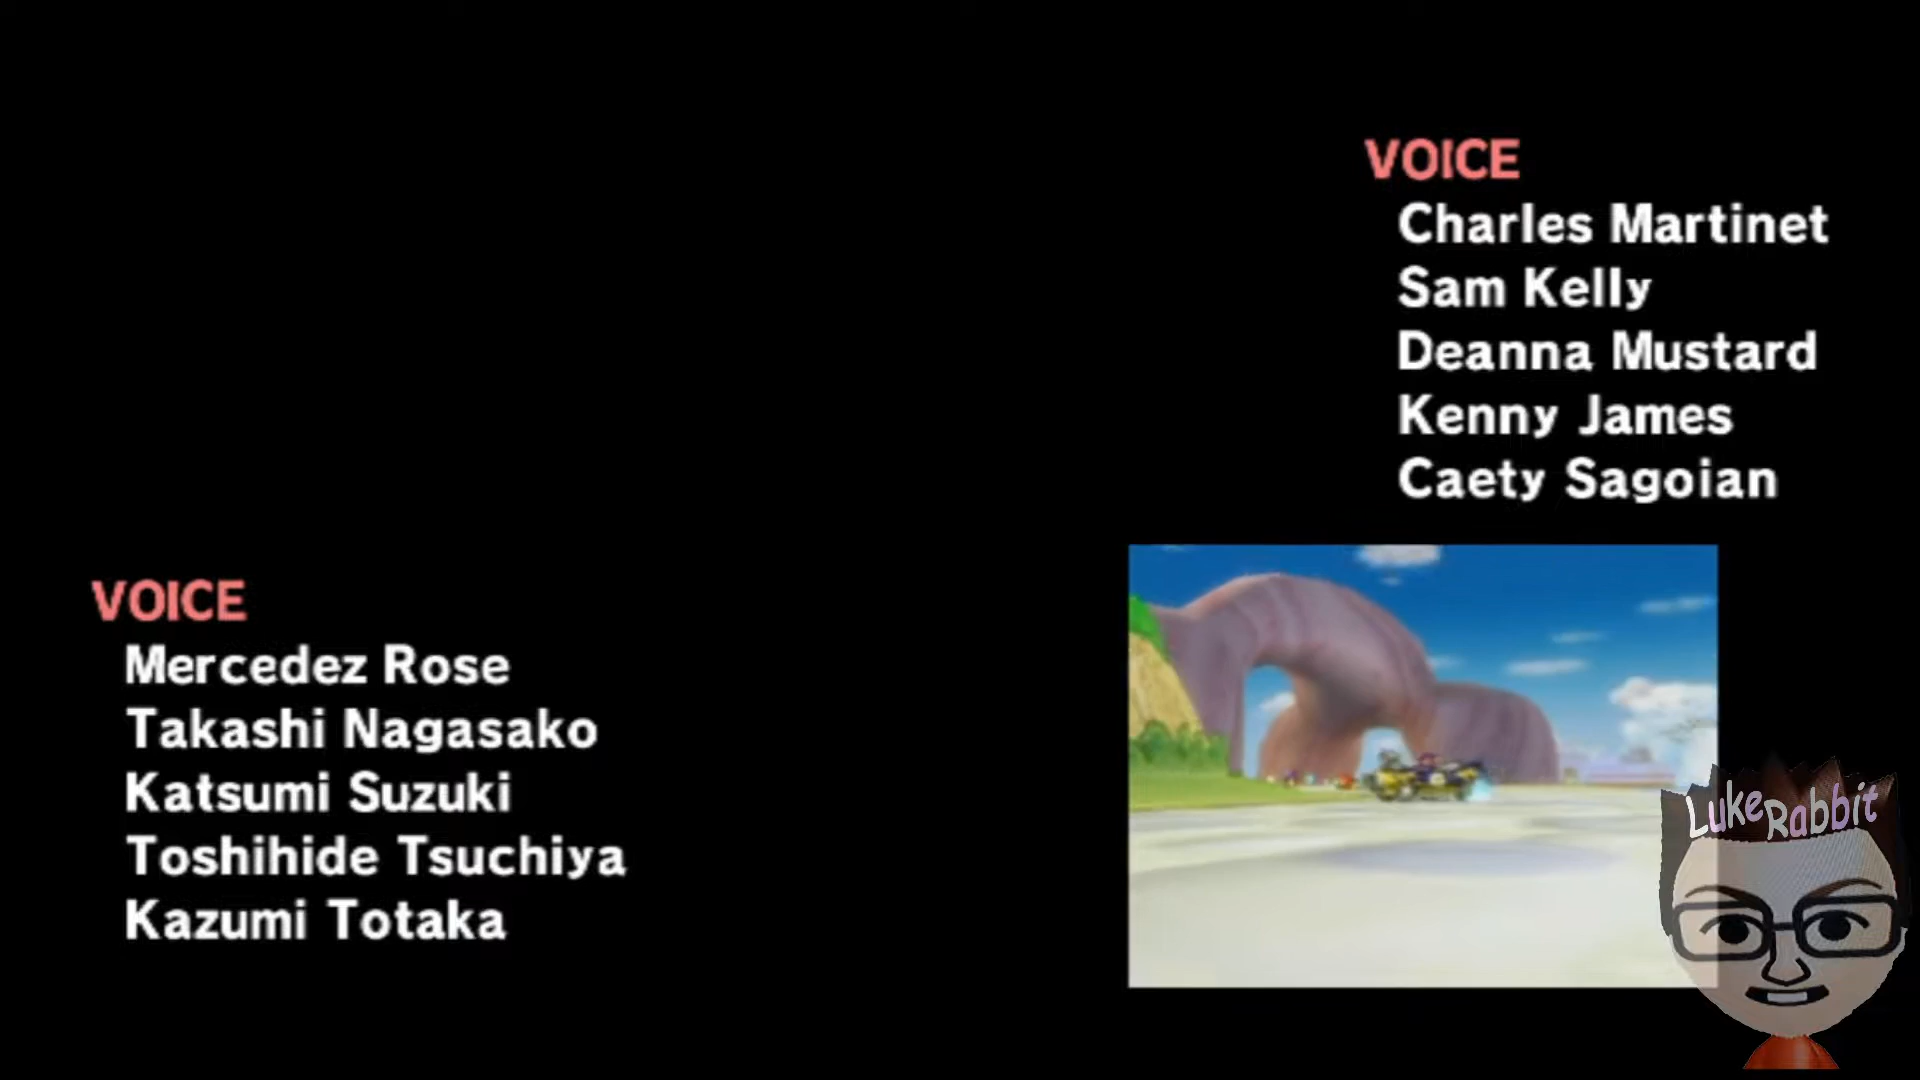 VOICE
Charles Martinet
Sam Kelly
Deanna Mustard
Kenny James
Caety Sagoian
VOICE
Mercedez Rose
Takashi Nagasako
Katsumi Suzuki
Toshihide Tsuchiya
Kazumi Totaka
LukeRabbit